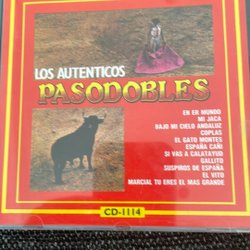 LOS AUTENTICOS
PASODOBLES
EN ER MUNDO
MI JACA
BAJO MI CIELO ANDALUZ
COPLAS
EL GATO MONTES
ESPAÑA CAÑI
SI VAS A CALATAYUD
GALLITO
SUSPIROS DE ESPAÑA
EL VITO
MARCIAL TU ERES EL MAS GRANDE
CD-1114